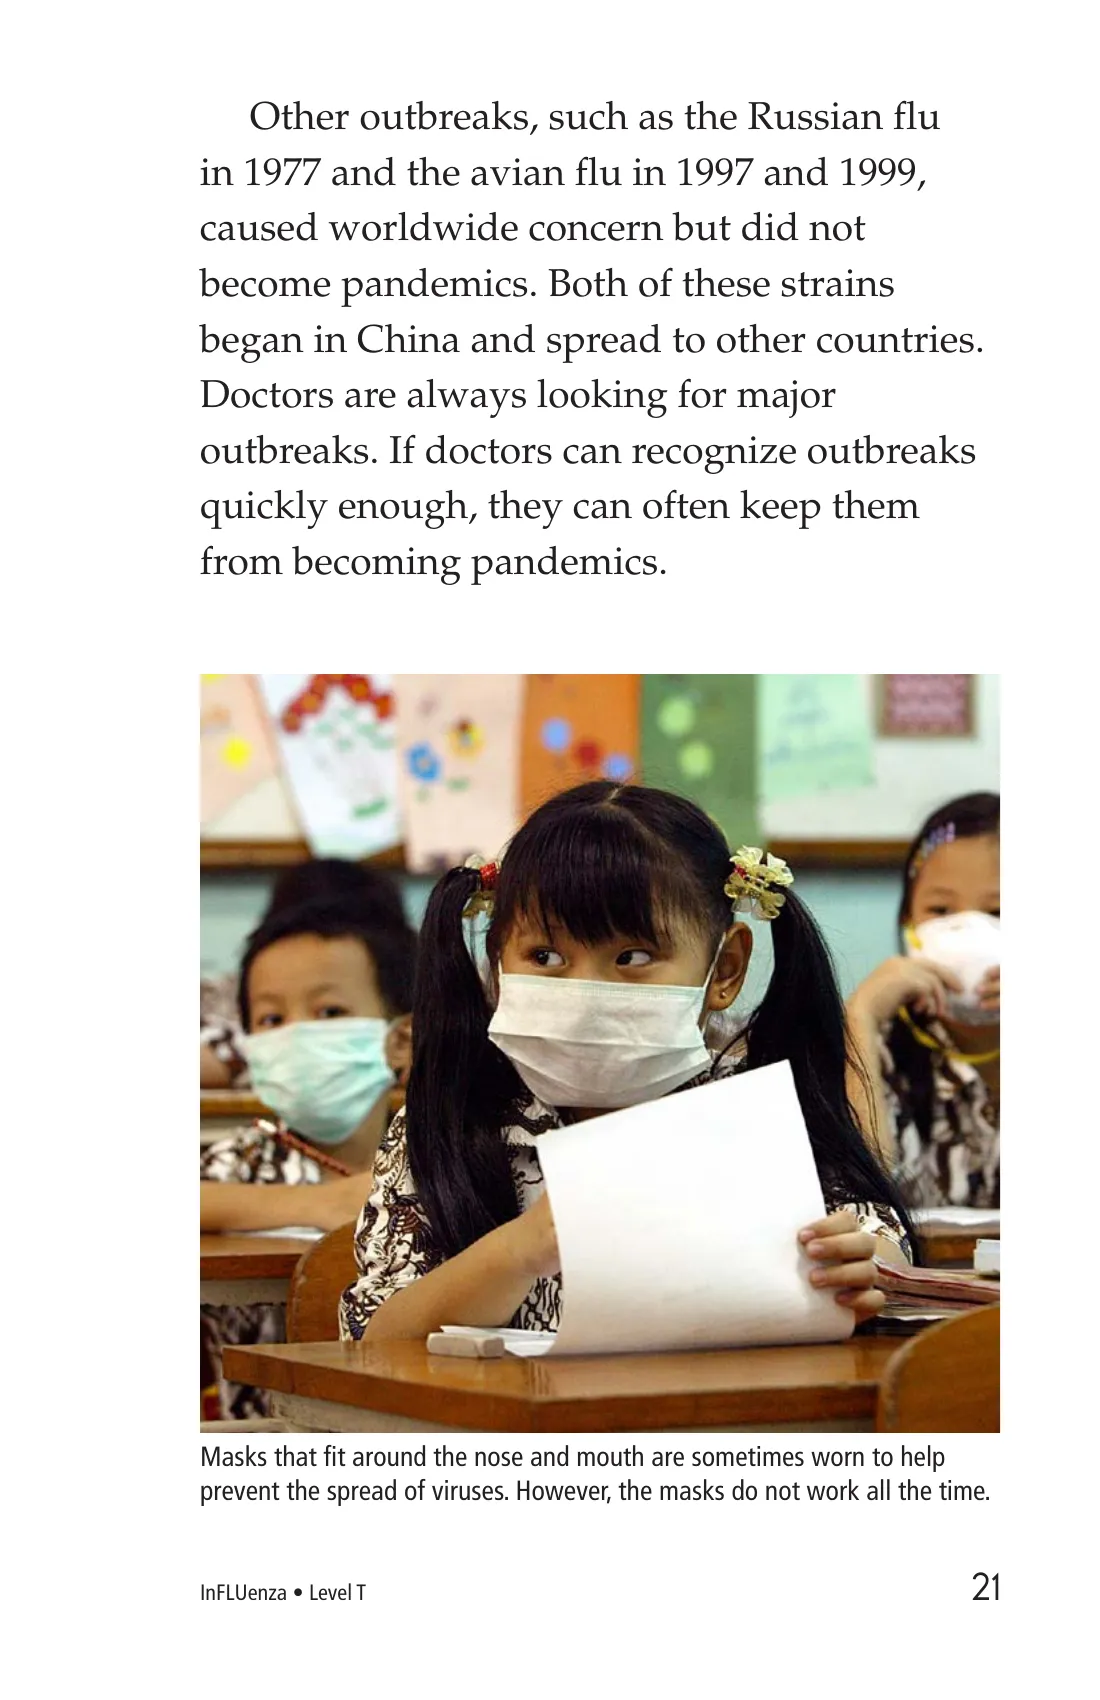 Other outbreaks, such as the Russian flu
in 1977 and the avian flu in 1997 and 1999,
caused worldwide concern but did not
become pandemics. Both of these strains
began in China and spread to other countries.
Doctors are always looking for major
outbreaks. If doctors can recognize outbreaks
quickly enough, they can often keep them
from becoming pandemics.
Masks that fit around the nose and mouth are sometimes worn to help
prevent the spread of viruses. However, the masks do not work all the time.
InFLUenza • Level T
21